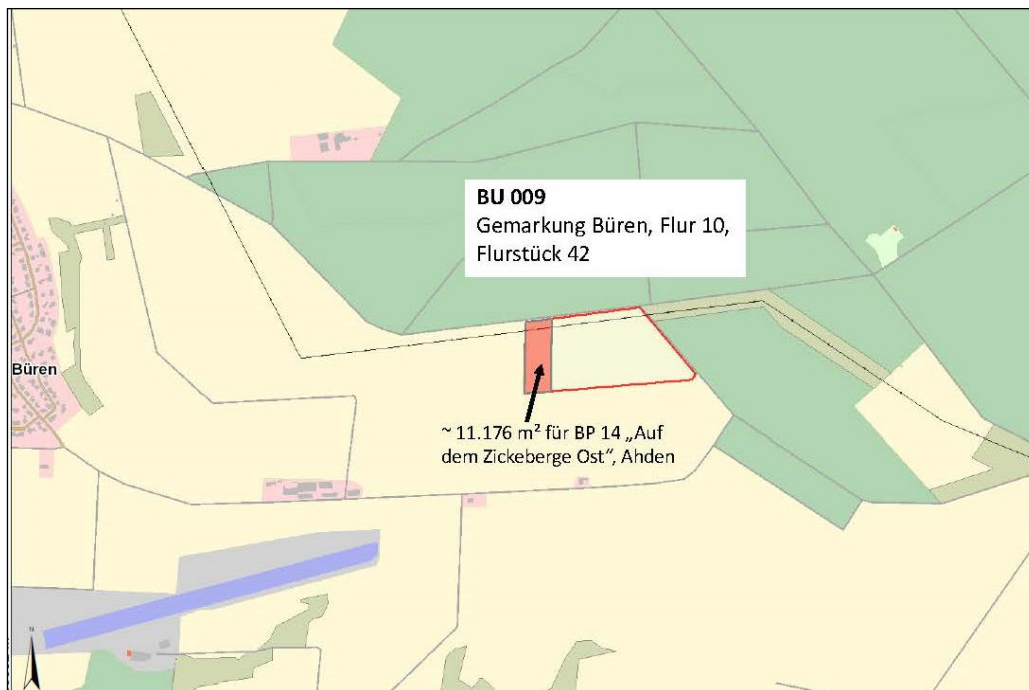 BU 009
Gemarkung Büren, Flur 10,
Flurstück 42
Büren
~ 11.176 m² für BP 14 „Auf
dem Zickeberge Ost“, Ahden
N